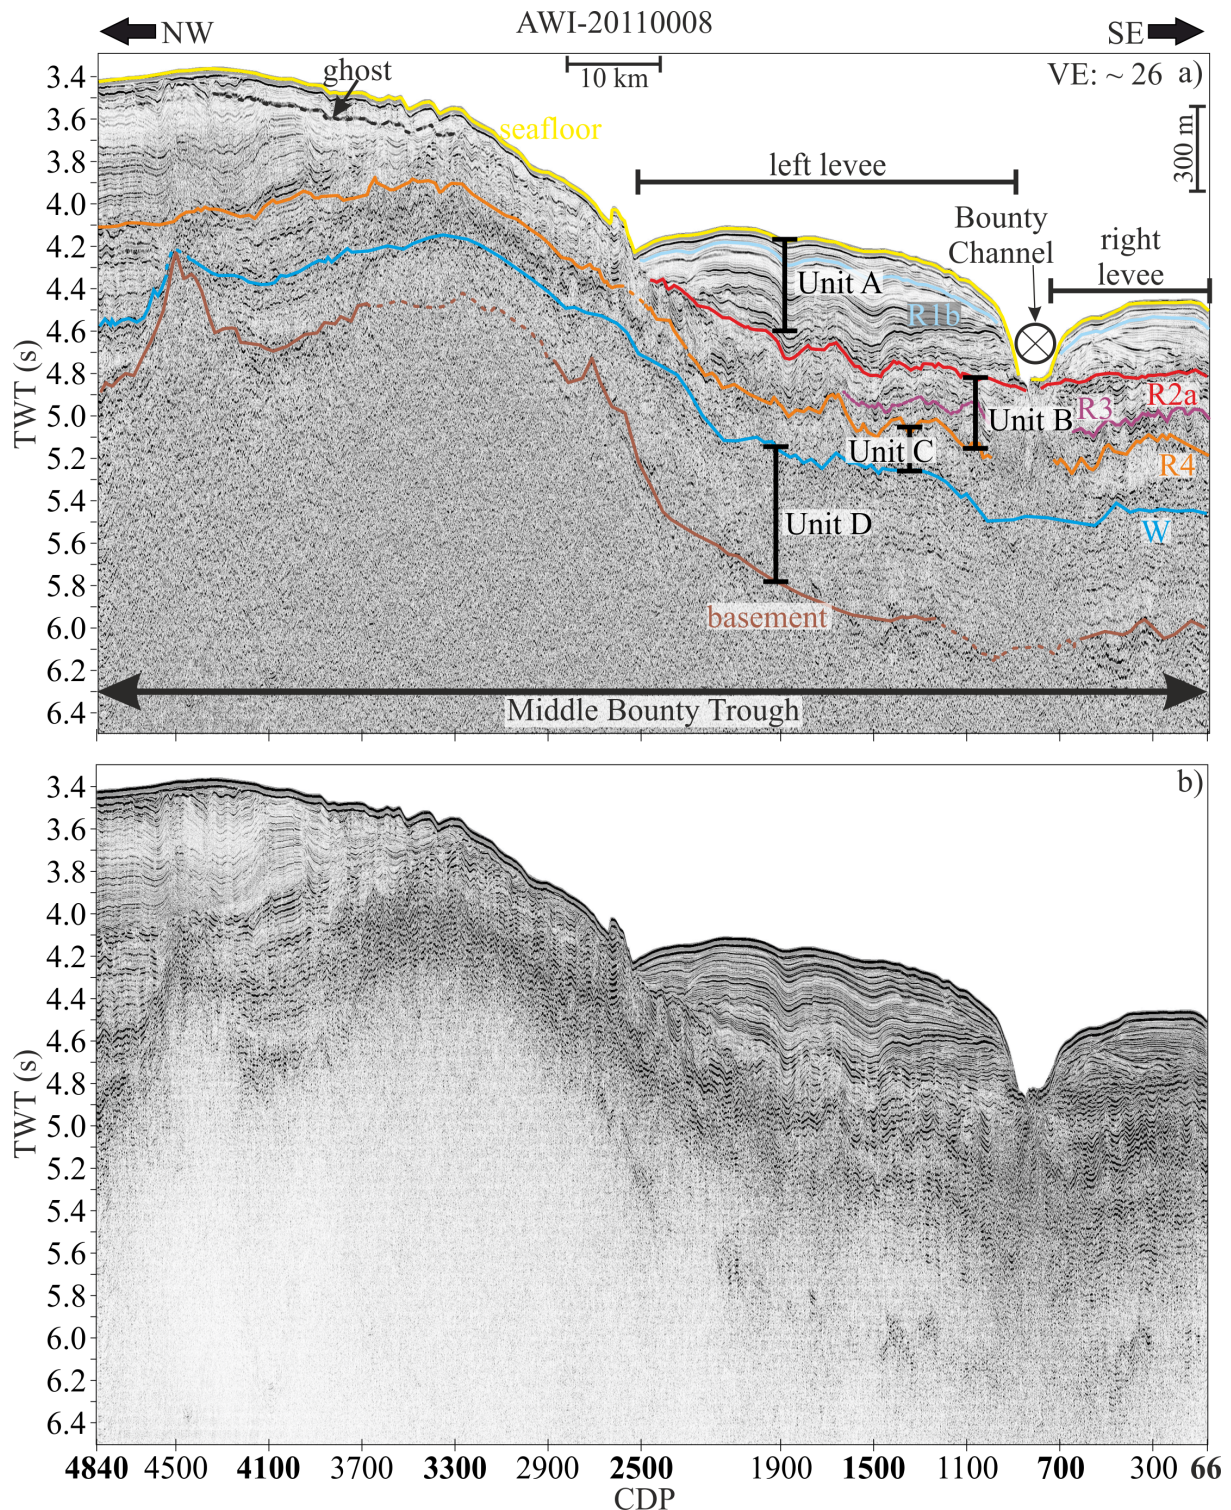 AWI-20110008
NW
SE
ghost
10 km
VE: ~ 26 a)
seafloor
300 m
left levee
Bounty
Channel
right
levee
Unit A
R1b
R2a
R3
Unit B
Unit C
R4
W
Unit D
basement
Middle Bounty Trough
TWT (s)
3.4
3.6
3.8
4.0
4.2
4.4
4.6
4.8
5.0
5.2
5.4
5.6
5.8
6.0
6.2
6.4
b)
TWT (s)
3.4
3.6
3.8
4.0
4.2
4.4
4.6
4.8
5.0
5.2
5.4
5.6
5.8
6.0
6.2
6.4
4840 4500 4100 3700 3300 2900 2500 1900 1500 1100 700 300 66
CDP